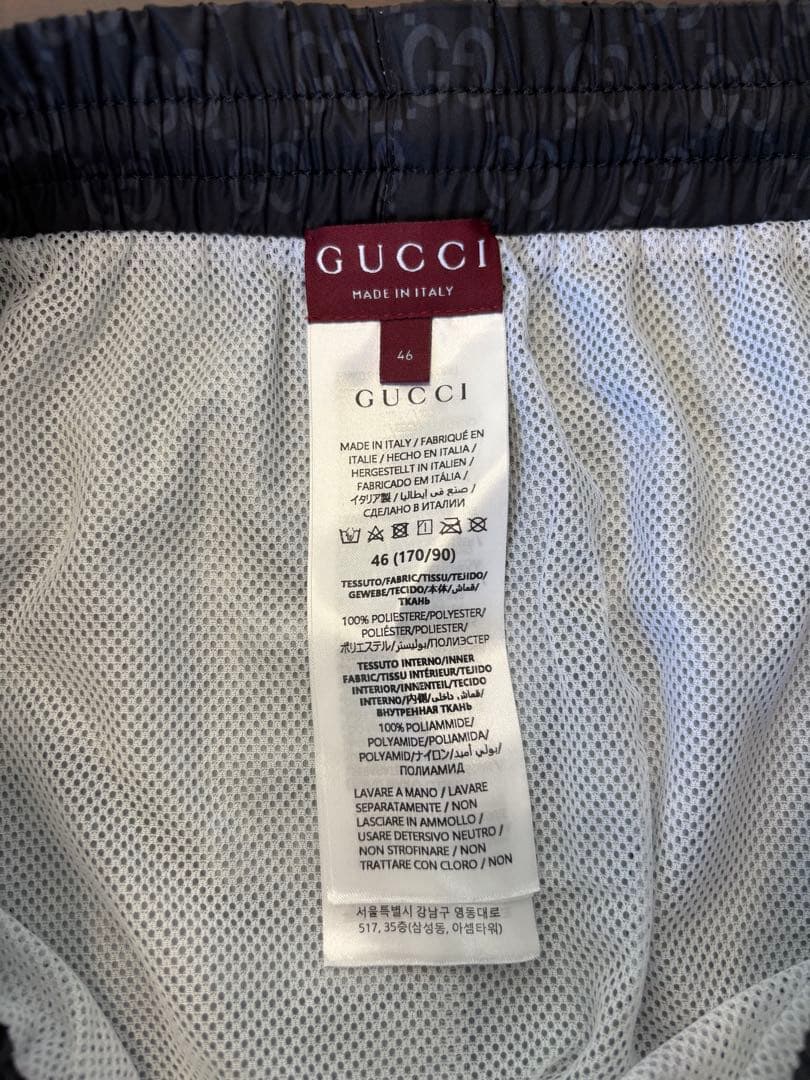 GUCCI
MADE IN ITALY
46
GUCCI
MADE IN ITALY / FABRIQUÉ EN
ITALIE / HECHO EN ITALIA /
HERGESTELLT IN ITALIEN /
FABRICADO EM ITÁLIA /
イタリア製 / صنع في إيطاليا /
СДЕЛАНО В ИТАЛИИ
46 (170/90)
TESSUTO/FABRIC/TISSU/TEJIDO/
GEWEBE/TECIDO/本体/قماش/
ТКАНЬ
100% POLIESTERE/POLYESTER/
POLIÉSTER/POLIESTER/
ポリエステル/بوليستر/ПОЛИЭСТЕР
TESSUTO INTERNO/INNER
FABRIC/TISSU INTÉRIEUR/TEJIDO
INTERIOR/INNENTEIL/TECIDO
INTERNO/内側/قماش داخلي/
ВНУТРЕННАЯ ТКАНЬ
100% POLIAMMIDE/
POLYAMIDE/POLIAMIDA/
POLYAMID/ナイロン/بولي أميد/
ПОЛИАМИД
LAVARE A MANO / LAVARE
SEPARATAMENTE / NON
LASCIARE IN AMMOLLO /
USARE DETERSIVO NEUTRO /
NON STROFINARE / NON
TRATTARE CON CLORO / NON
서울특별시 강남구 영동대로
517, 35층(삼성동, 아셈타워)